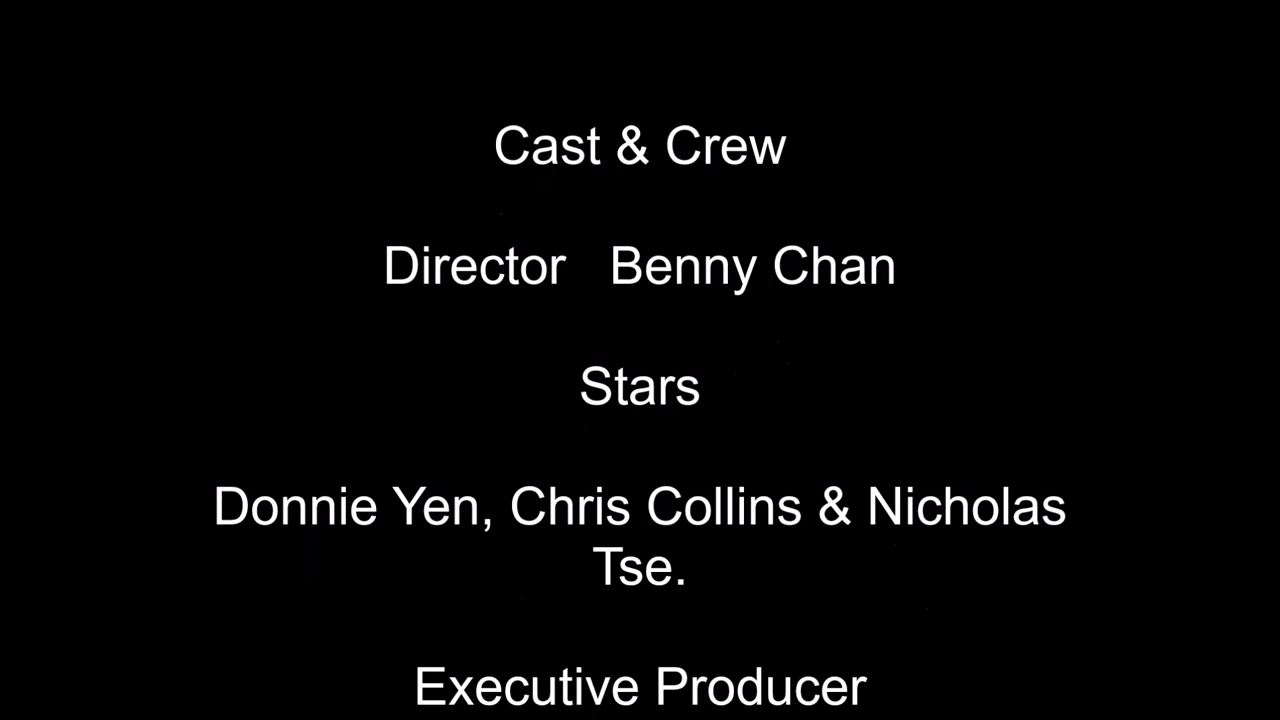 Cast & Crew
Director   Benny Chan
Stars
Donnie Yen, Chris Collins & Nicholas
Tse.
Executive Producer